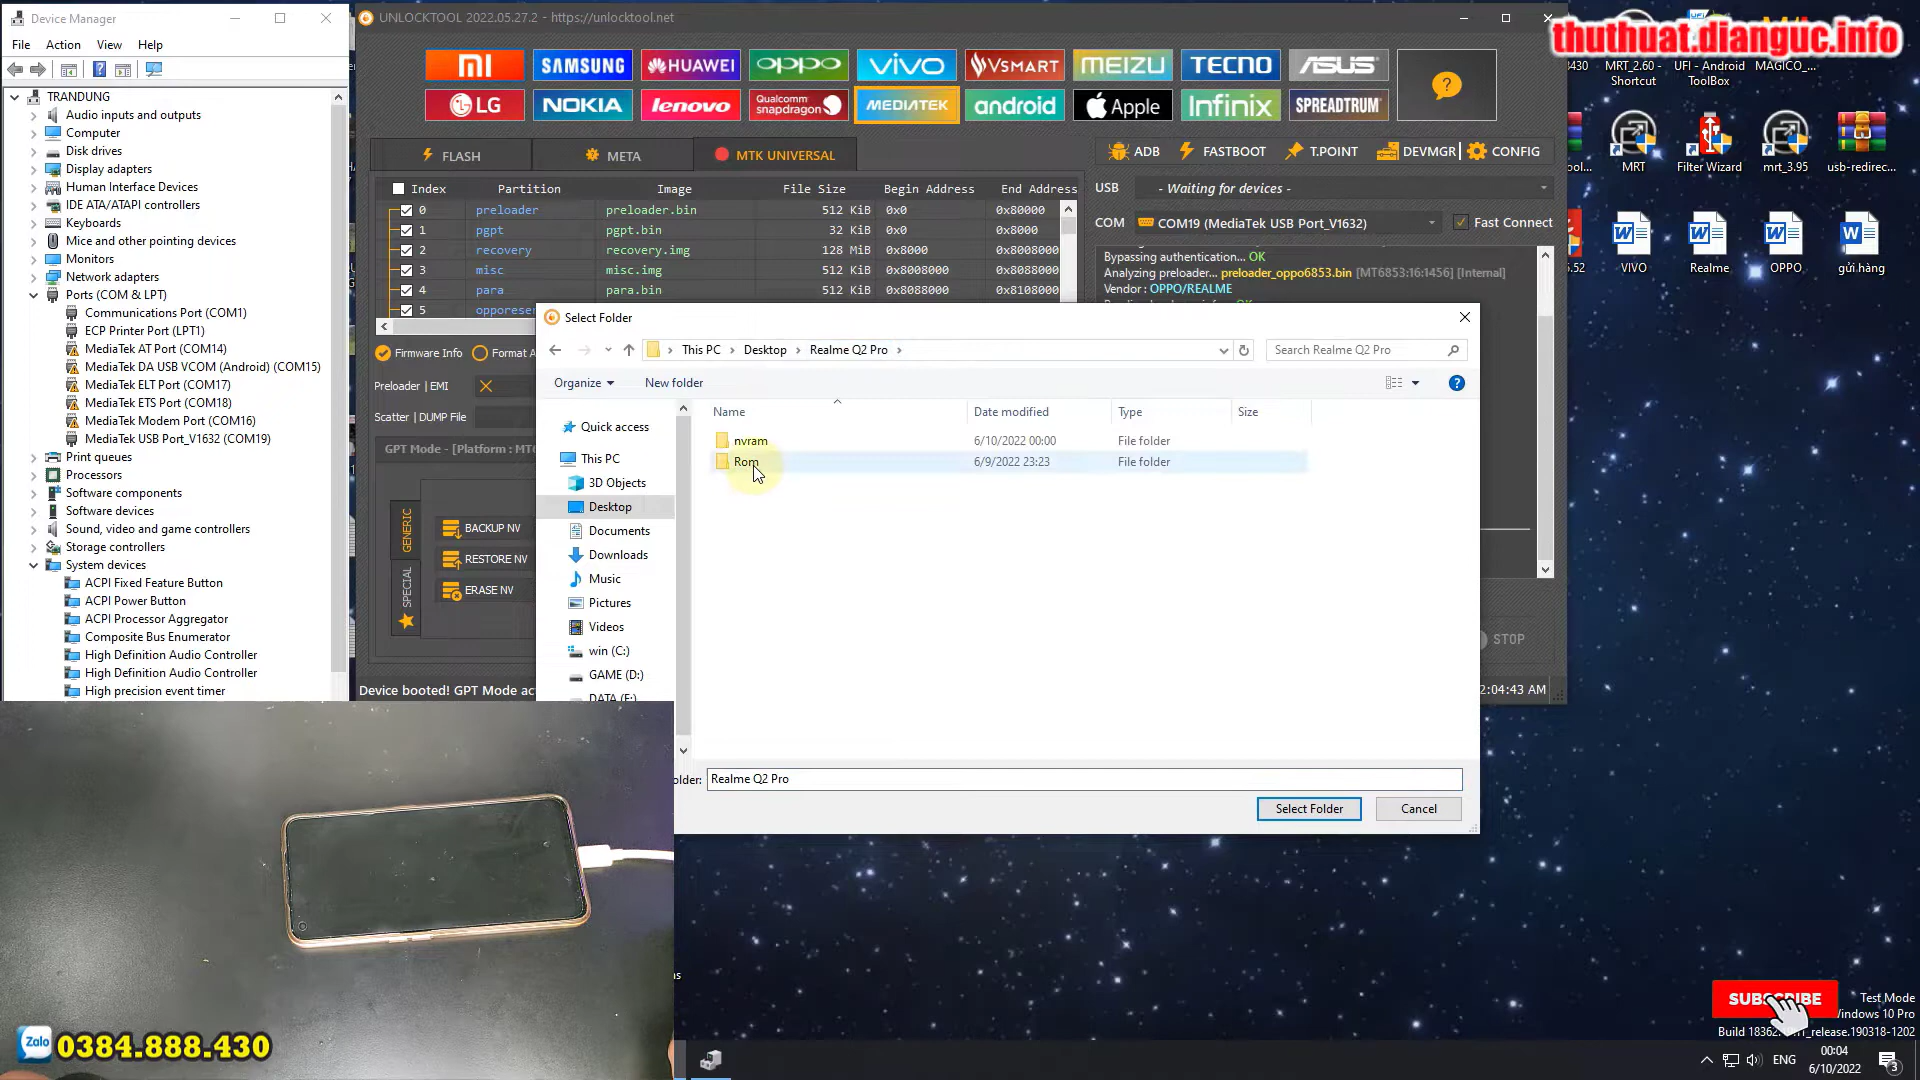 Device Manager
File Action View Help
TRANDUNG
Audio inputs and outputs
Computer
Disk drives
Display adapters
Human Interface Devices
IDE ATA/ATAPI controllers
Keyboards
Mice and other pointing devices
Monitors
Network adapters
Ports (COM & LPT)
Communications Port (COM1)
ECP Printer Port (LPT1)
MediaTek AT Port (COM14)
MediaTek DA USB VCOM (Android) (COM15)
MediaTek ELT Port (COM17)
MediaTek ETS Port (COM18)
MediaTek Modem Port (COM16)
MediaTek USB Port_V1632 (COM19)
Print queues
Processors
Software components
Software devices
Sound, video and game controllers
Storage controllers
System devices
ACPI Fixed Feature Button
ACPI Power Button
ACPI Processor Aggregator
Composite Bus Enumerator
High Definition Audio Controller
High Definition Audio Controller
High precision event timer
UNLOCKTOOL 2022.05.27.2 - https://unlocktool.net
MI SAMSUNG HUAWEI OPPO VIVO VSMART MEIZU TECNO ASUS ?
LG NOKIA lenovo Qualcomm snapdragon MEDIATEK android Apple Infinix SPREADTRUM
FLASH META MTK UNIVERSAL
ADB FASTBOOT T.POINT DEVMGR CONFIG
Index Partition Image File Size Begin Address End Address
0 preloader preloader.bin 512 KiB 0x0 0x80000
1 pgpt pgpt.bin 32 KiB 0x0 0x8000
2 recovery recovery.img 128 MiB 0x8000 0x8008000
3 misc misc.img 512 KiB 0x8008000 0x8088000
4 para para.bin 512 KiB 0x8088000 0x8108000
5 opporeser
USB - Waiting for devices -
COM COM19 (MediaTek USB Port_V1632) Fast Connect
Bypassing authentication... OK
Analyzing preloader... preloader_oppo6853.bin [MT6853:16:1456] [Internal]
Vendor : OPPO/REALME
Firmware Info Format A
Preloader | EMI
Scatter | DUMP File
GPT Mode - [Platform : MT6
GENERIC
SPECIAL
BACKUP NV
RESTORE NV
ERASE NV
STOP
Device booted! GPT Mode act
2:04:43 AM
Select Folder
This PC Desktop Realme Q2 Pro
Search Realme Q2 Pro
Organize New folder
Name Date modified Type Size
nvram 6/10/2022 00:00 File folder
Rom 6/9/2022 23:23 File folder
Quick access
This PC
3D Objects
Desktop
Documents
Downloads
Music
Pictures
Videos
win (C:)
GAME (D:)
DATA (E:)
older: Realme Q2 Pro
Select Folder Cancel
thuthuat.dianguc.info
MRT_2.60 - Shortcut
UFI - Android ToolBox
MAGICO_...
MRT
Filter Wizard
mrt_3.95
usb-redirec...
VIVO
Realme
OPPO
gửi.hàng
Zalo 0384.888.430
SUBSCRIBE
Test Mode
Windows 10 Pro
ENG
00:04
6/10/2022
3